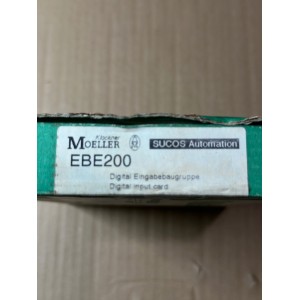 Klöckner
MOELLER
SUCOS Automation
EBE200
Digital Eingabebaugruppe
Digital input card